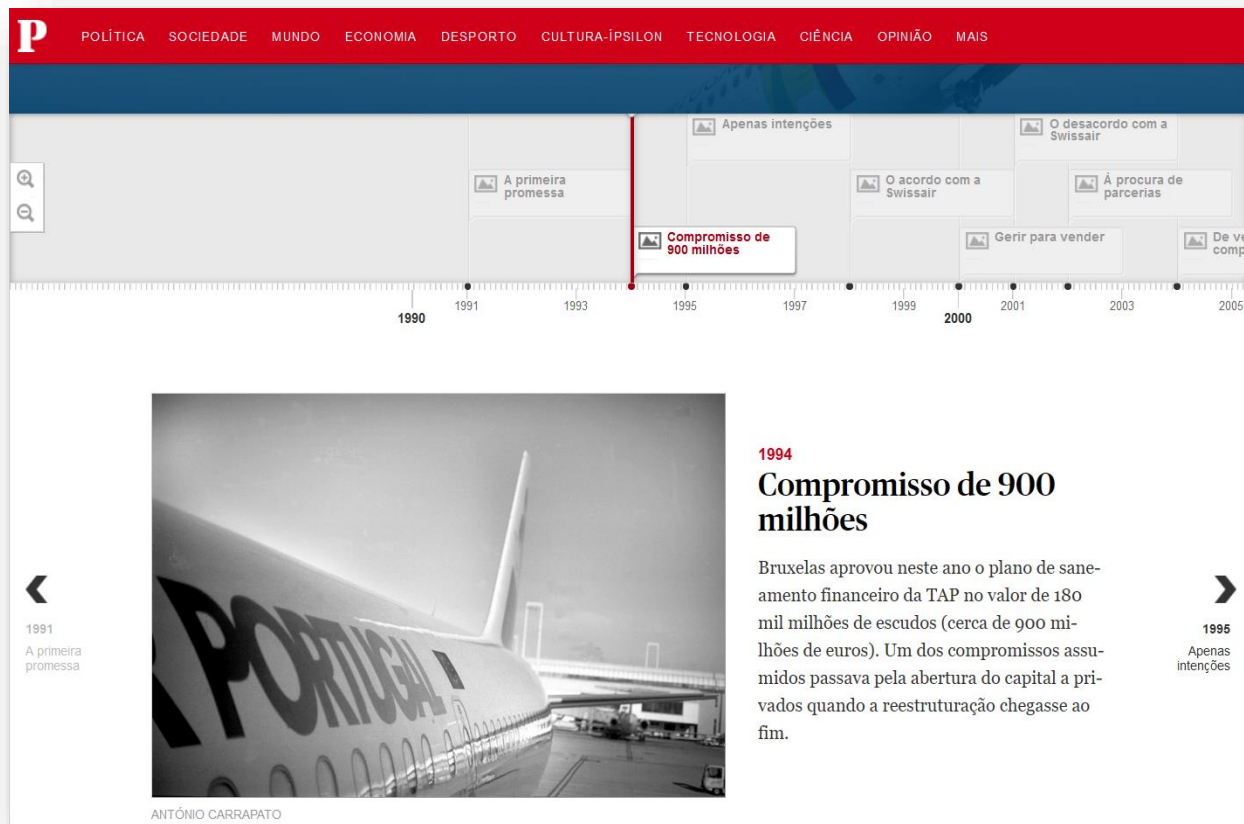 P POLÍTICA SOCIEDADE MUNDO ECONOMIA DESPORTO CULTURA-ÍPSILON TECNOLOGIA CIÊNCIA OPINIÃO MAIS
Apenas intenções
O desacordo com a
Swissair
A primeira
promessa
O acordo com a
Swissair
À procura de
parcerias
Compromisso de
900 milhões
Gerir para vender
De ve
comp
1990
1991
1993
1995
1997
1999
2000
2001
2003
2005
PORTUGAL
1994
Compromisso de 900
milhões
Bruxelas aprovou neste ano o plano de sane-
amento financeiro da TAP no valor de 180
mil milhões de escudos (cerca de 900 mi-
lhões de euros). Um dos compromissos assu-
midos passava pela abertura do capital a pri-
vados quando a reestruturação chegasse ao
fim.
1991
A primeira
promessa
1995
Apenas
intenções
ANTÓNIO CARRAPATO